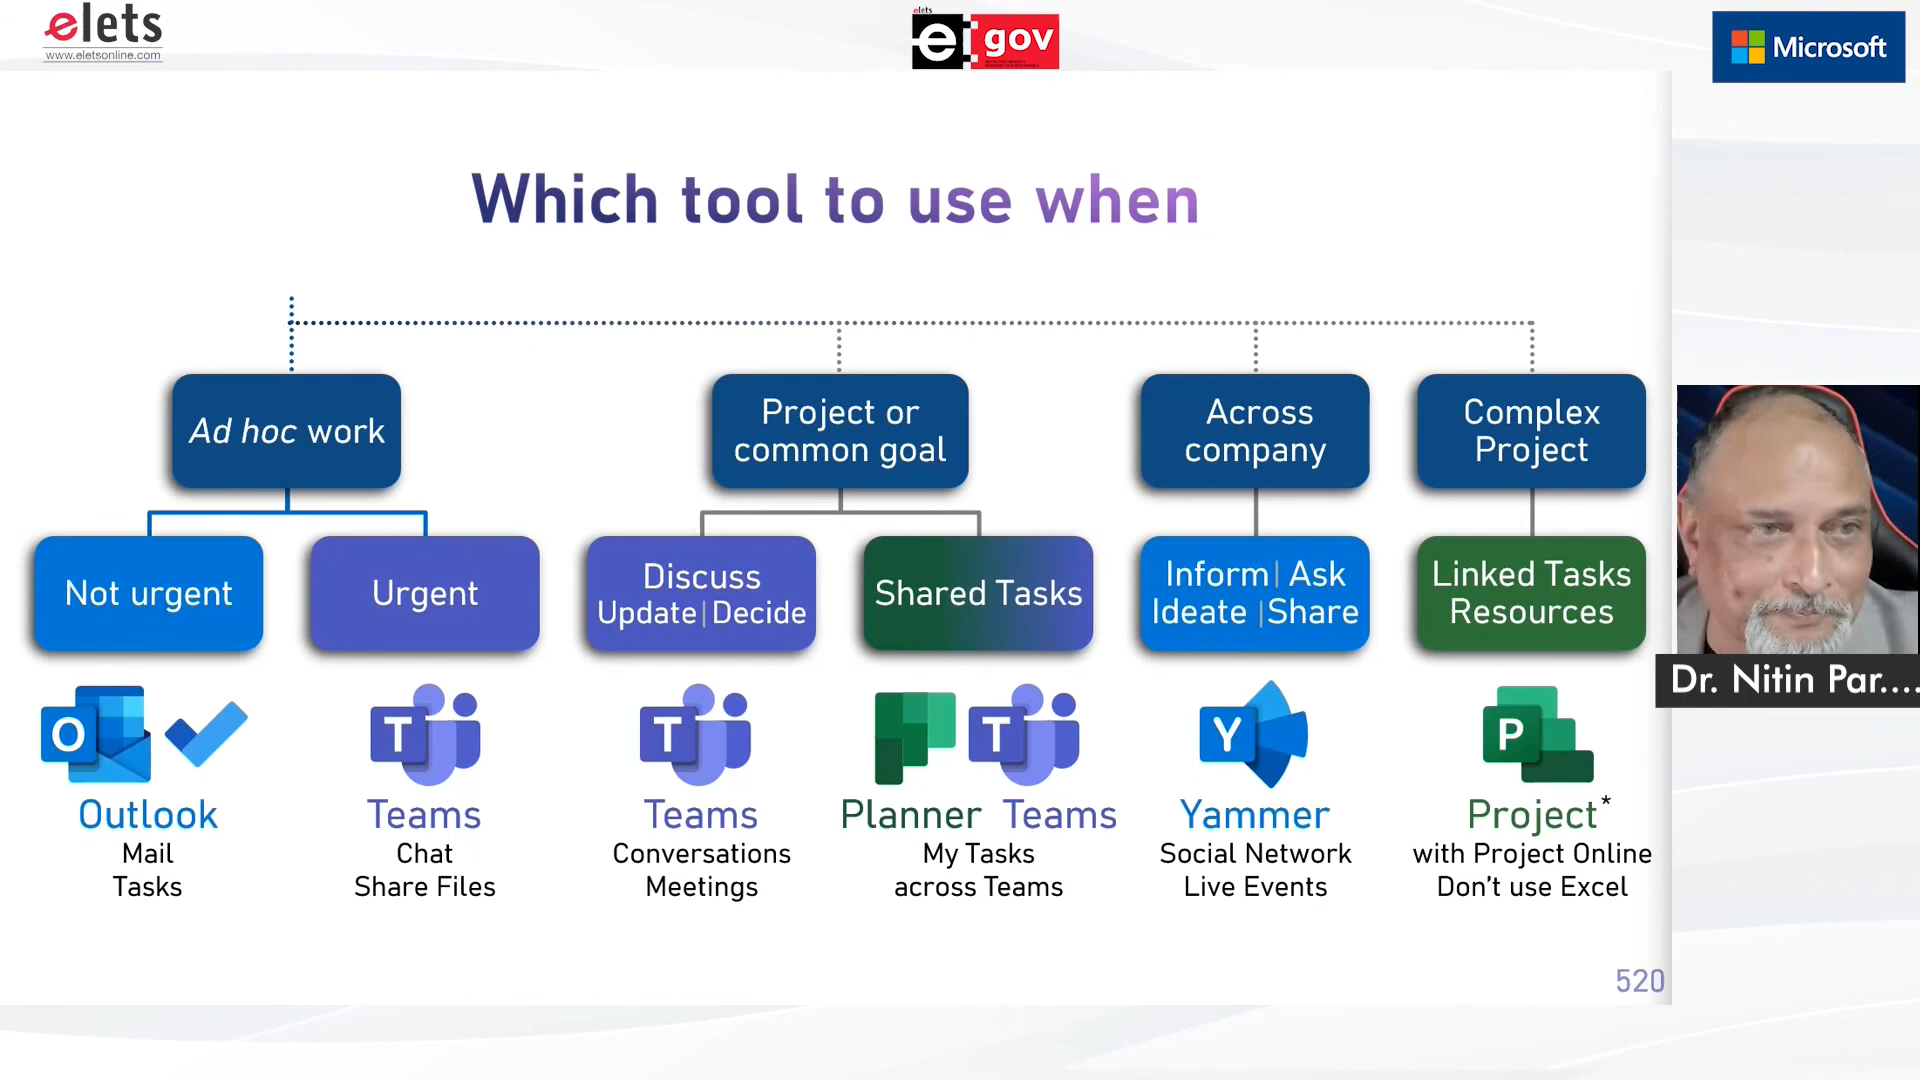 elets
www.eletsonline.com
elets
e gov
Microsoft
Which tool to use when
Ad hoc work
Project or
common goal
Across
company
Complex
Project
Not urgent
Urgent
Discuss
Update|Decide
Shared Tasks
Inform| Ask
Ideate |Share
Linked Tasks
Resources
Dr. Nitin Par....
O
T
T
T
Y
P
Outlook
Mail
Tasks
Teams
Chat
Share Files
Teams
Conversations
Meetings
Planner Teams
My Tasks
across Teams
Yammer
Social Network
Live Events
Project*
with Project Online
Don't use Excel
520